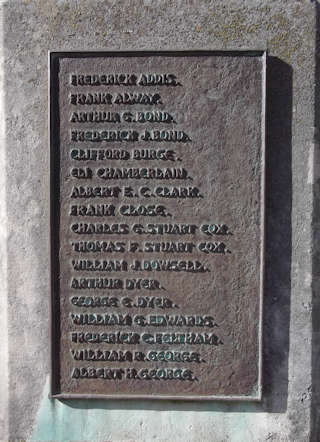 FREDERICK ADDIS.
FRANK ALWAY.
ARTHUR G. BOND.
FREDERICK J. BOND.
CLIFFORD BURGE.
ELI CHAMBERLAIN.
ALBERT E. C. CLARK.
FRANK CLOSE.
CHARLES G. STUART COX.
THOMAS F. STUART COX.
WILLIAM J. DOWSELL.
ARTHUR DYER.
GEORGE G. DYER.
WILLIAM G. EDWARDS.
FREDERICK G. FELTHAM.
WILLIAM R. GEORGE.
ALBERT H. GEORGE.